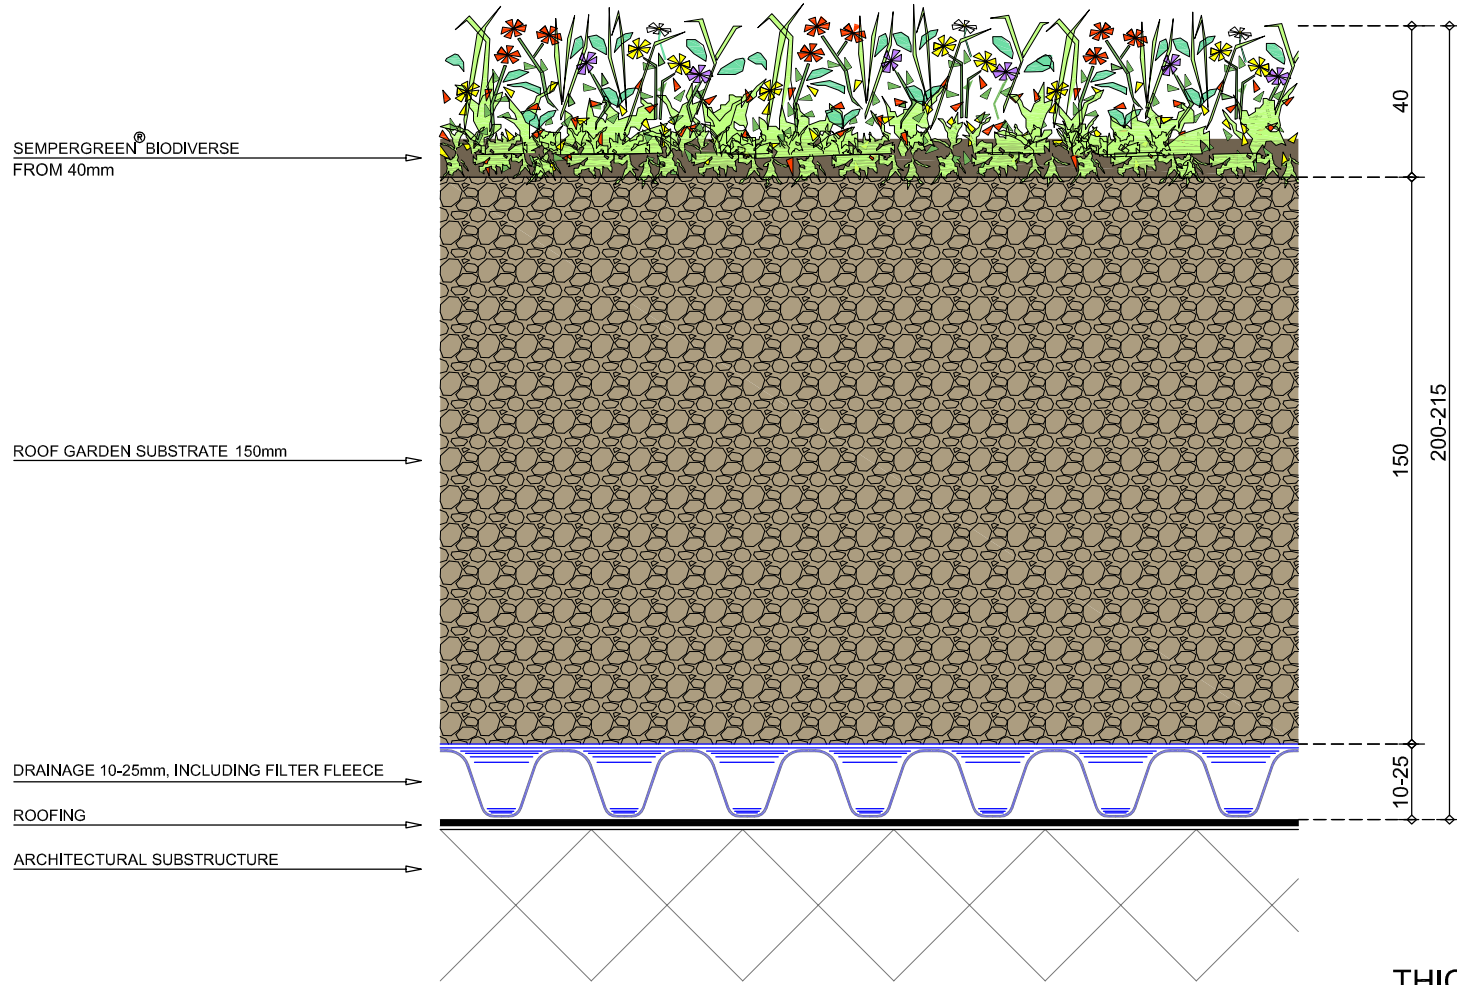 SEMPERGREEN® BIODIVERSE
FROM 40mm
ROOF GARDEN SUBSTRATE 150mm
DRAINAGE 10-25mm, INCLUDING FILTER FLEECE
ROOFING
ARCHITECTURAL SUBSTRUCTURE
40
150
10-25
200-215